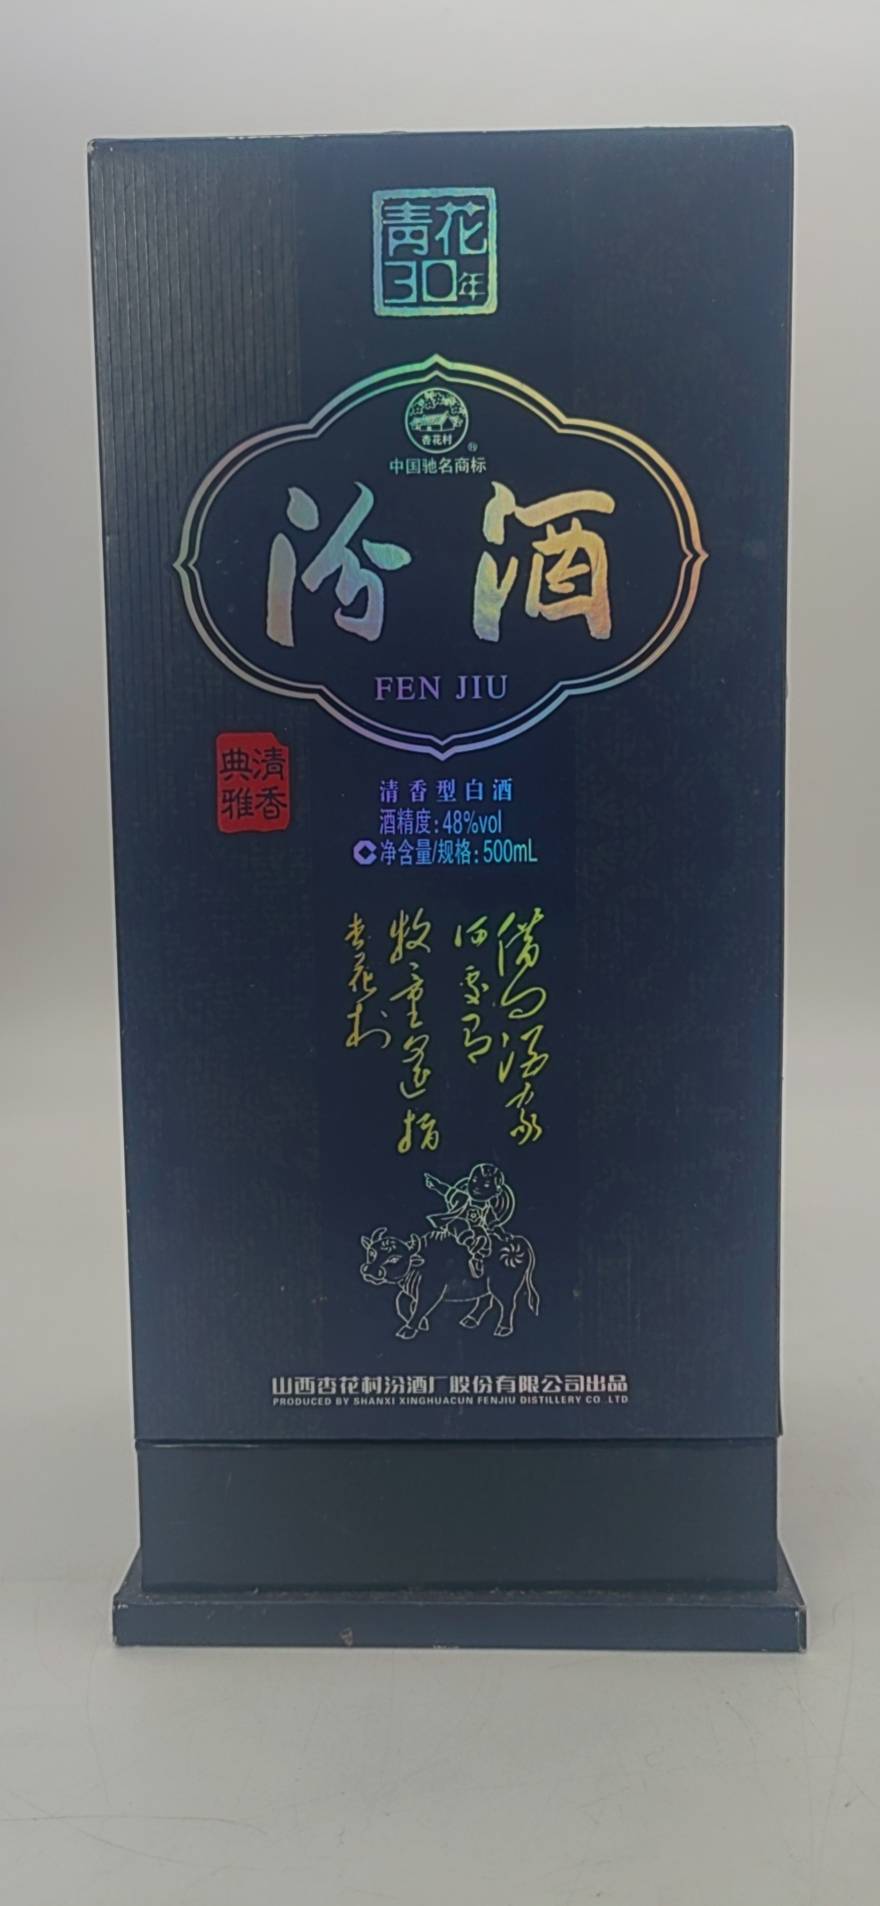 青花
30年
杏花村
®
中国驰名商标
汾酒
FEN JIU
清香
典雅
清香型白酒
酒精度:48%vol
净含量/规格:500mL
借问酒家
何处有
牧童遥指
杏花村
山西杏花村汾酒厂股份有限公司出品
PRODUCED BY SHANXI XINGHUACUN FENJIU DISTILLERY CO .LTD